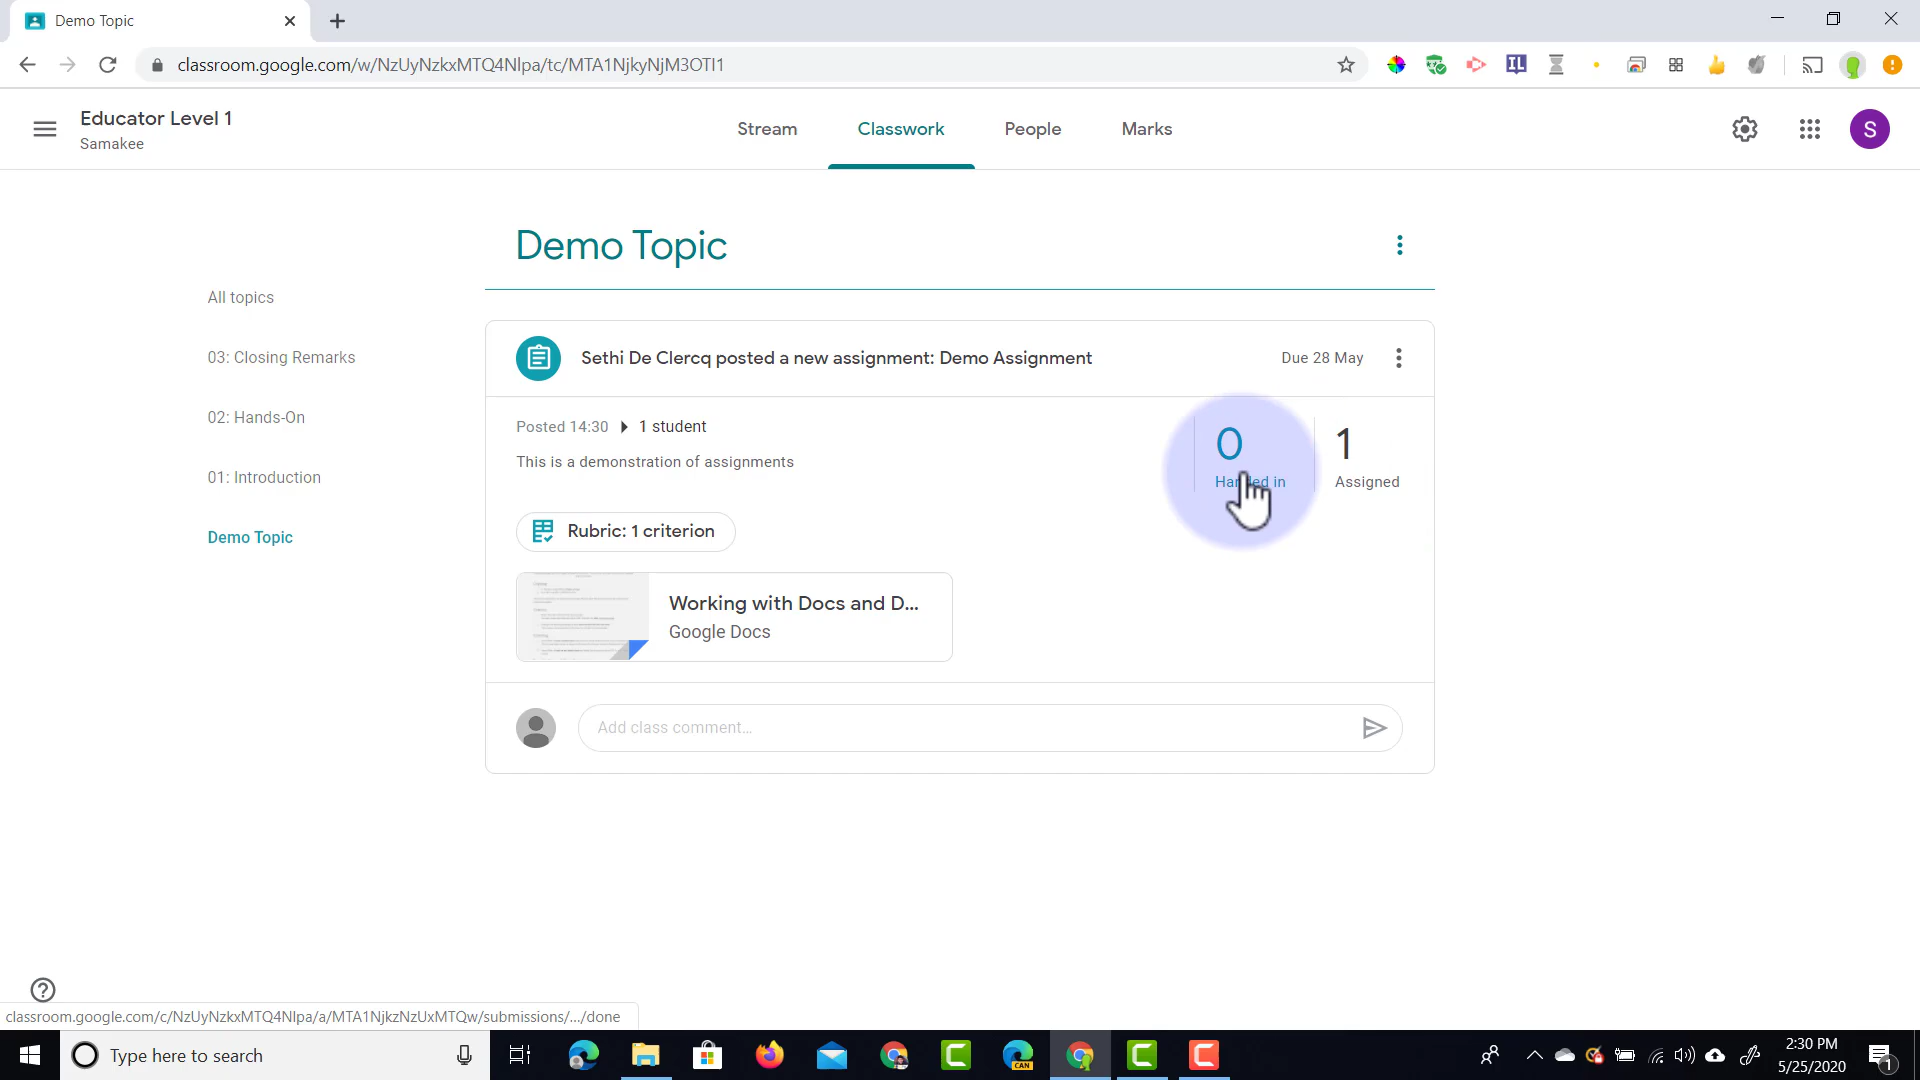 Demo Topic
classroom.google.com/w/NzUyNzkxMTQ4Nlpa/tc/MTA1NjkyNjM3OTI1
IL
Educator Level 1
Samakee
Stream
Classwork
People
Marks
S
Demo Topic
All topics
03: Closing Remarks
02: Hands-On
01: Introduction
Demo Topic
Sethi De Clercq posted a new assignment: Demo Assignment
Due 28 May
Posted 14:30
1 student
This is a demonstration of assignments
0
Handed in
1
Assigned
Rubric: 1 criterion
Working with Docs and D...
Google Docs
Add class comment...
classroom.google.com/c/NzUyNzkxMTQ4Nlpa/a/MTA1NjkzNzUxMTQw/submissions/.../done
Type here to search
CAN
2:30 PM
5/25/2020
1